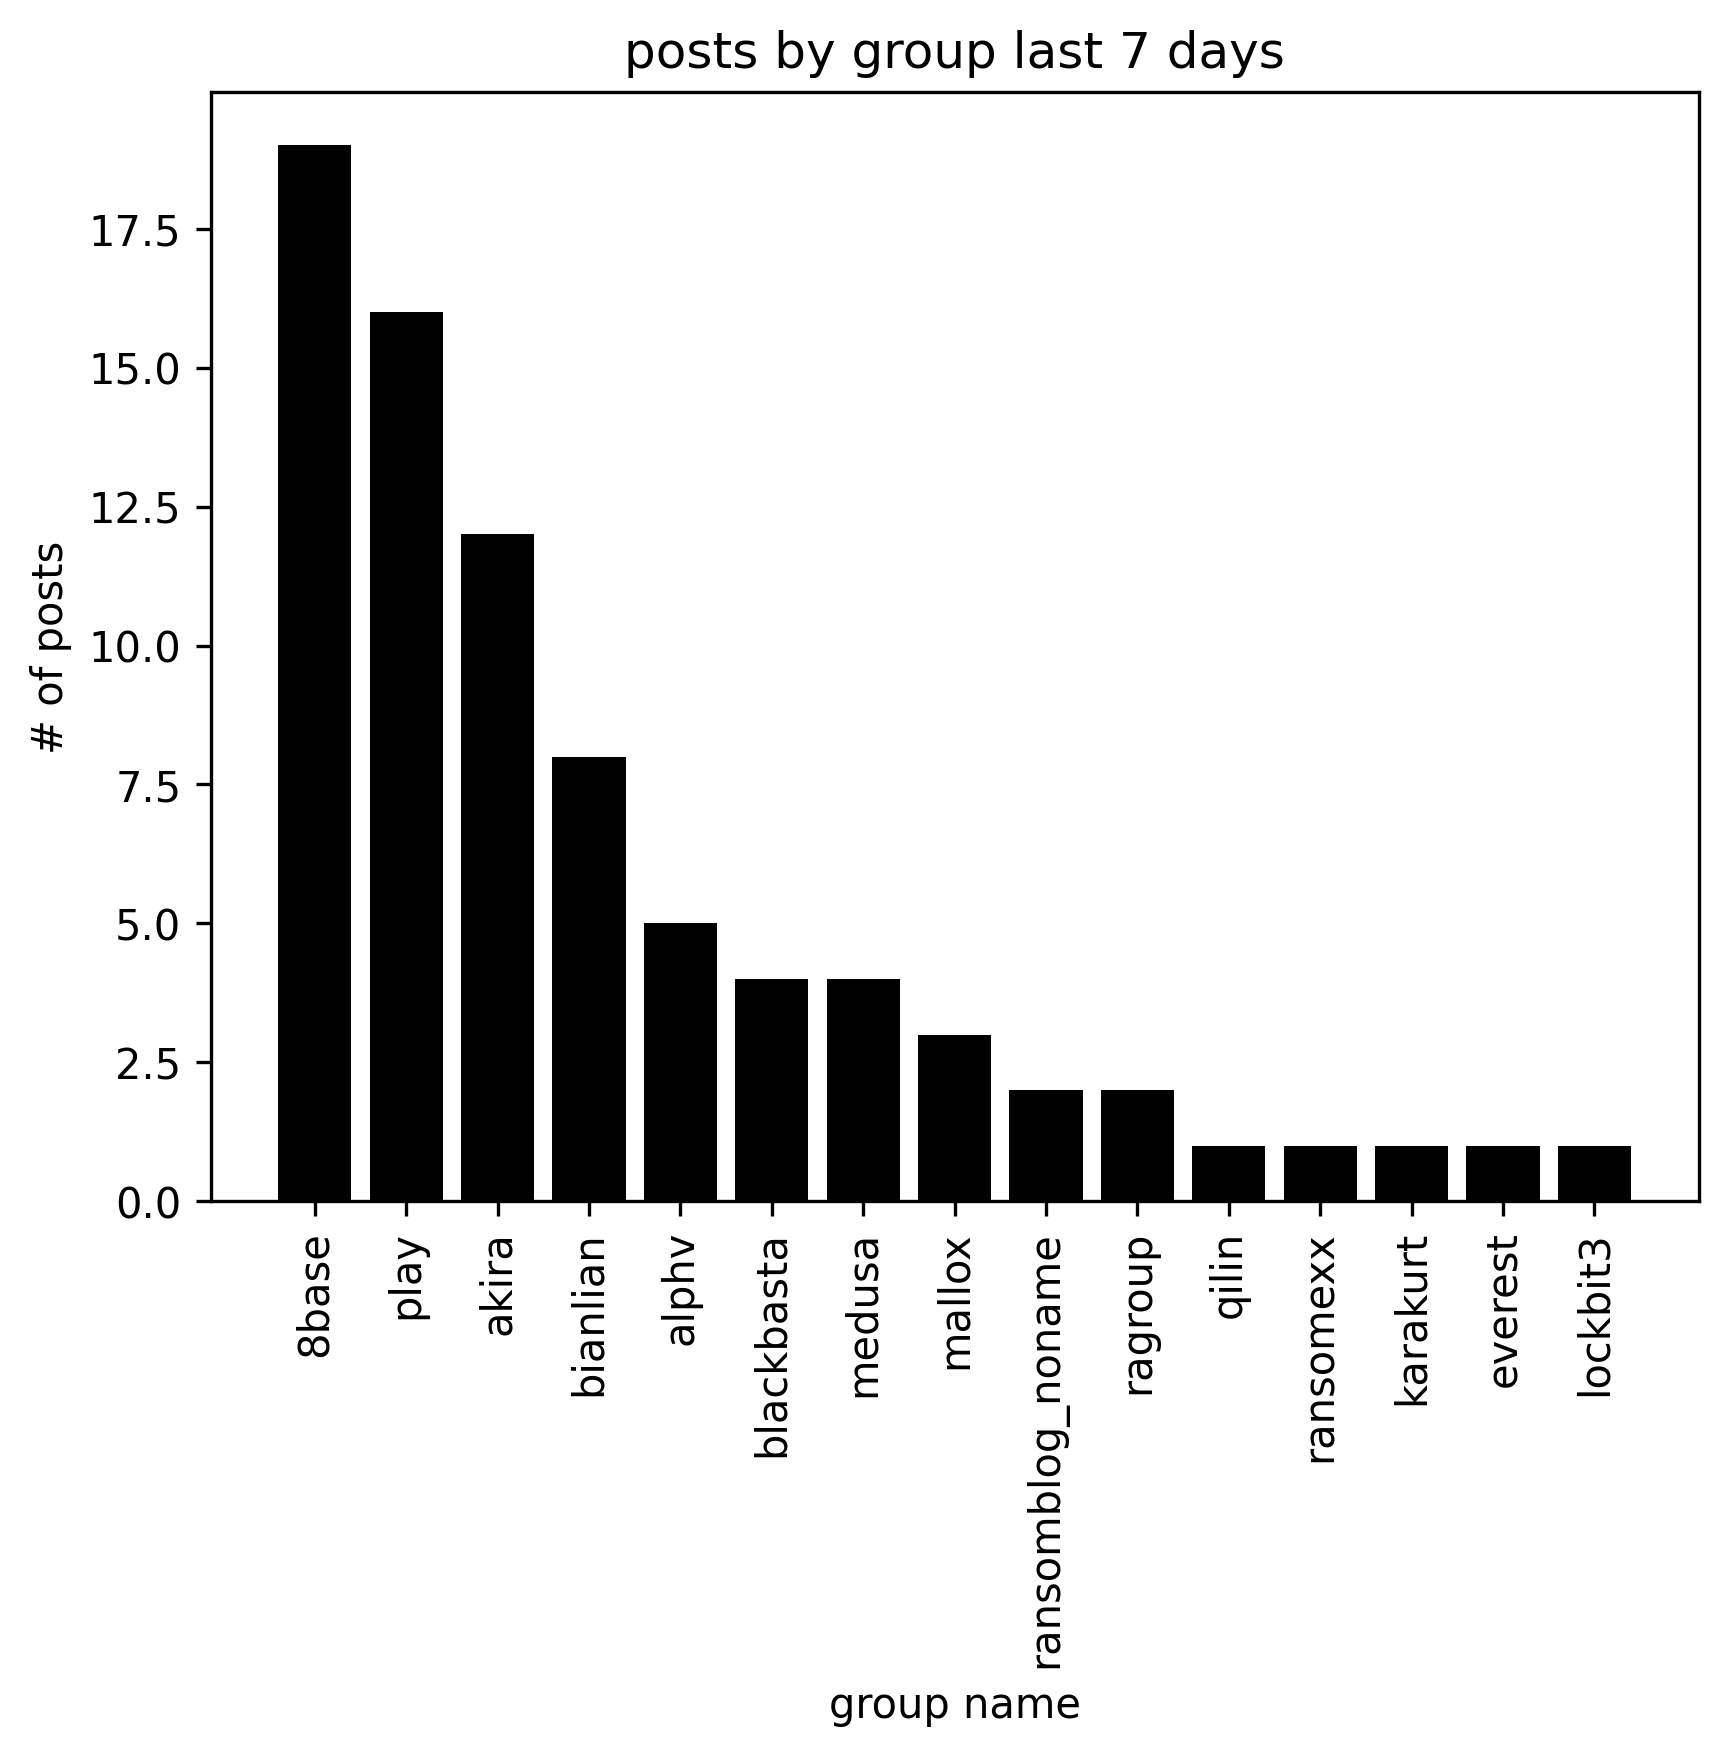 posts by group last 7 days
# of posts
17.5
15.0
12.5
10.0
7.5
5.0
2.5
0.0
8base
play
akira
bianlian
alphv
blackbasta
medusa
mallox
ransomblog_noname
ragroup
qilin
ransomexx
karakurt
everest
lockbit3
group name